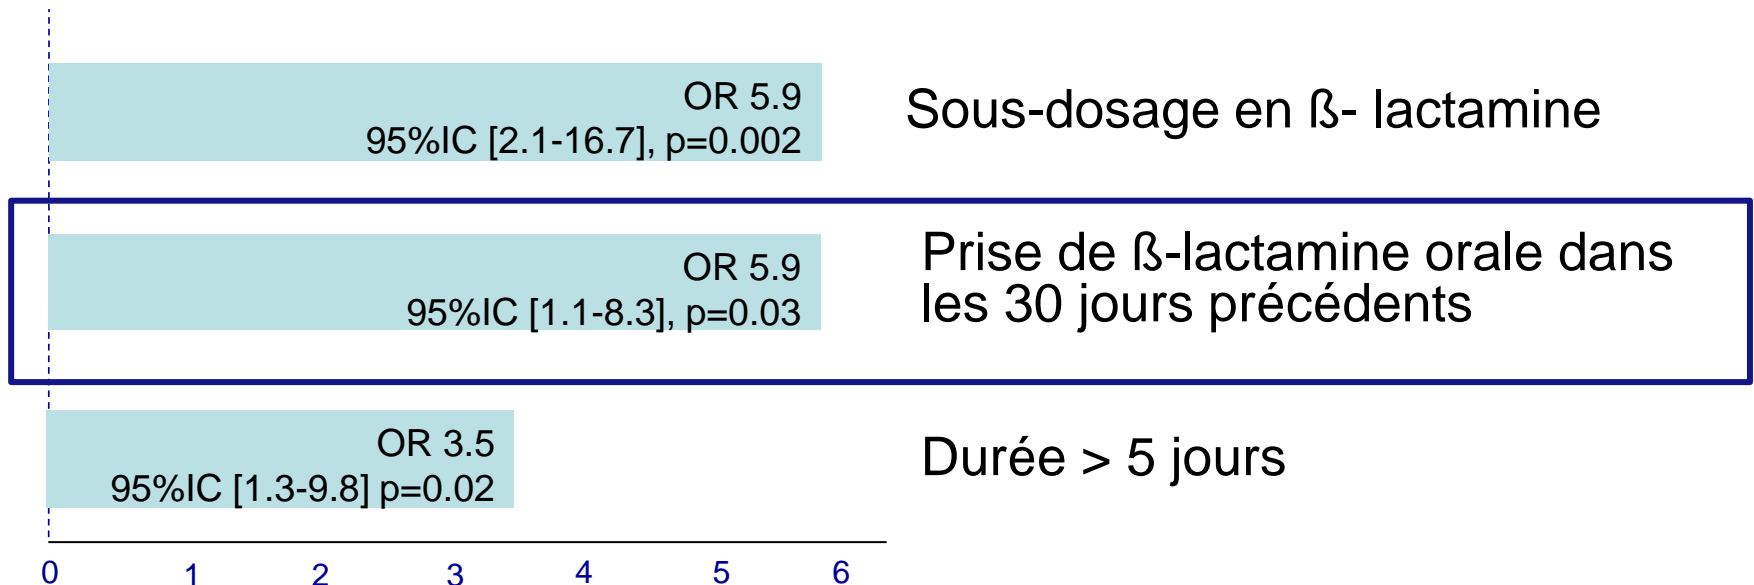 OR 5.9
95%IC [2.1-16.7], p=0.002
Sous-dosage en ß- lactamine
OR 5.9
95%IC [1.1-8.3], p=0.03
Prise de ß-lactamine orale dans
les 30 jours précédents
OR 3.5
95%IC [1.3-9.8] p=0.02
Durée > 5 jours
0 1 2 3 4 5 6